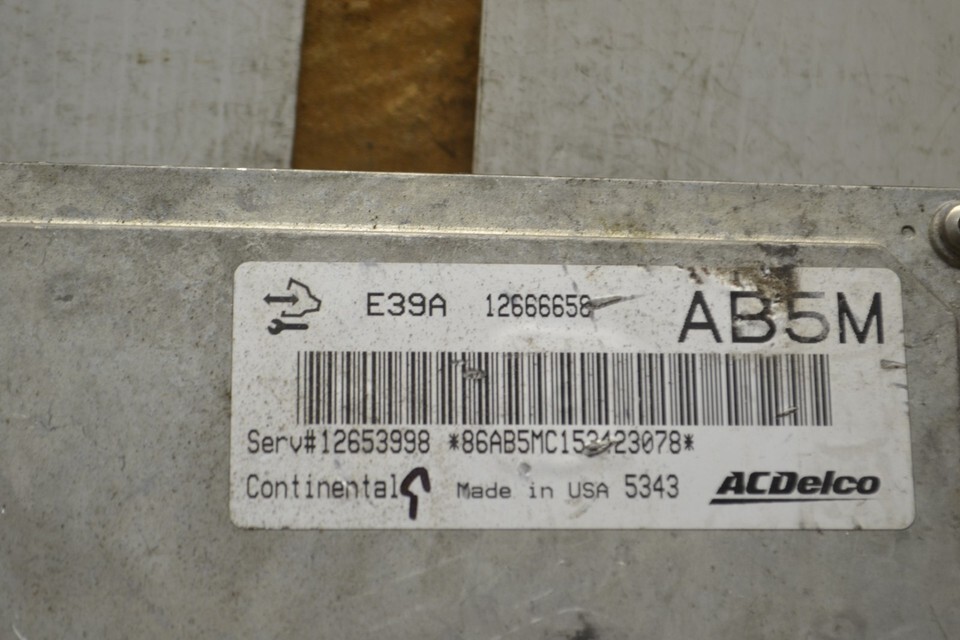 E39A 12666658 AB5M
Serv#12653998 *86AB5MC153423078*
Continental Made in USA 5343 ACDelco